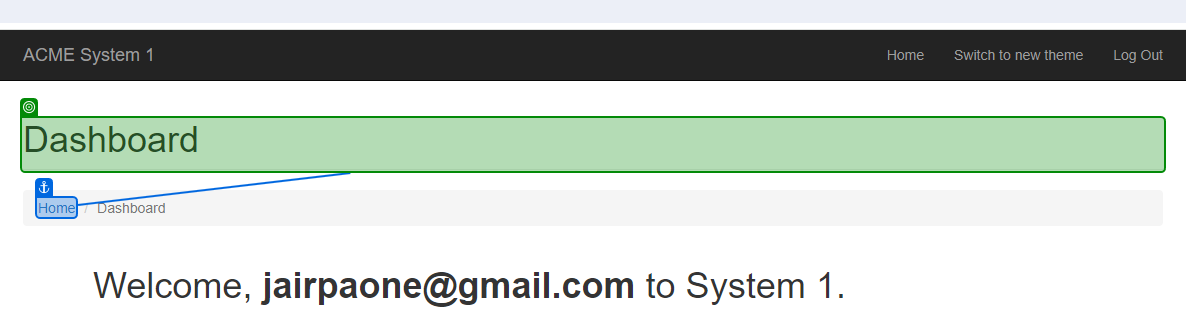 ACME System 1 Home Switch to new theme Log Out
Dashboard
Home / Dashboard
Welcome, jairpaone@gmail.com to System 1.